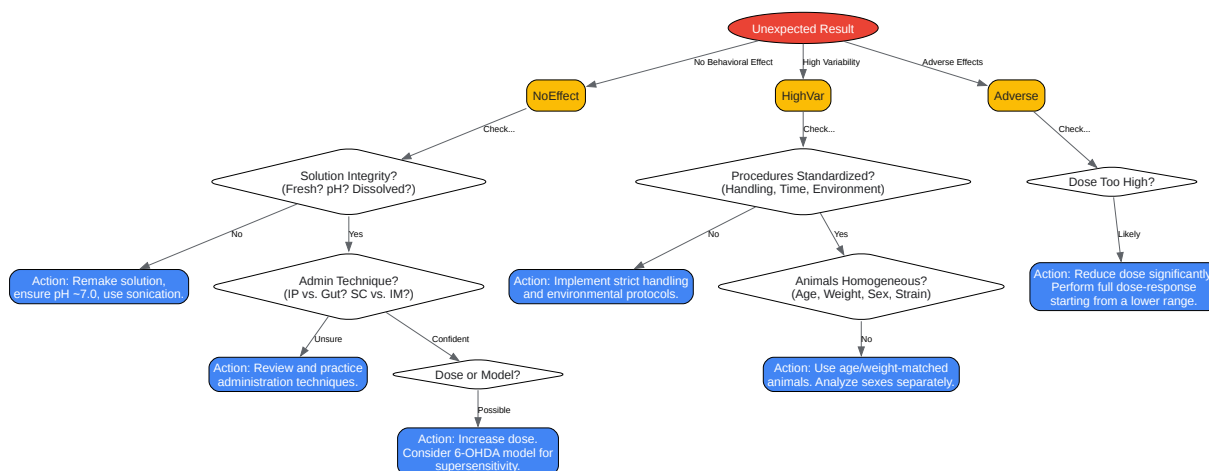 Unexpected Result
No Behavioral Effect
High Variability
Adverse Effects
NoEffect
HighVar
Adverse
Check...
Check...
Check...
Solution Integrity?
(Fresh? pH? Dissolved?)
Procedures Standardized?
(Handling, Time, Environment)
Dose Too High?
No
Yes
No
Yes
Likely
Action: Remake solution,
ensure pH ~7.0, use sonication.
Admin Technique?
(IP vs. Gut? SC vs. IM?)
Action: Implement strict handling
and environmental protocols.
Animals Homogeneous?
(Age, Weight, Sex, Strain)
Action: Reduce dose significantly.
Perform full dose-response
starting from a lower range.
Unsure
Confident
No
Action: Review and practice
administration techniques.
Dose or Model?
Action: Use age/weight-matched
animals. Analyze sexes separately.
Possible
Action: Increase dose.
Consider 6-OHDA model for
supersensitivity.